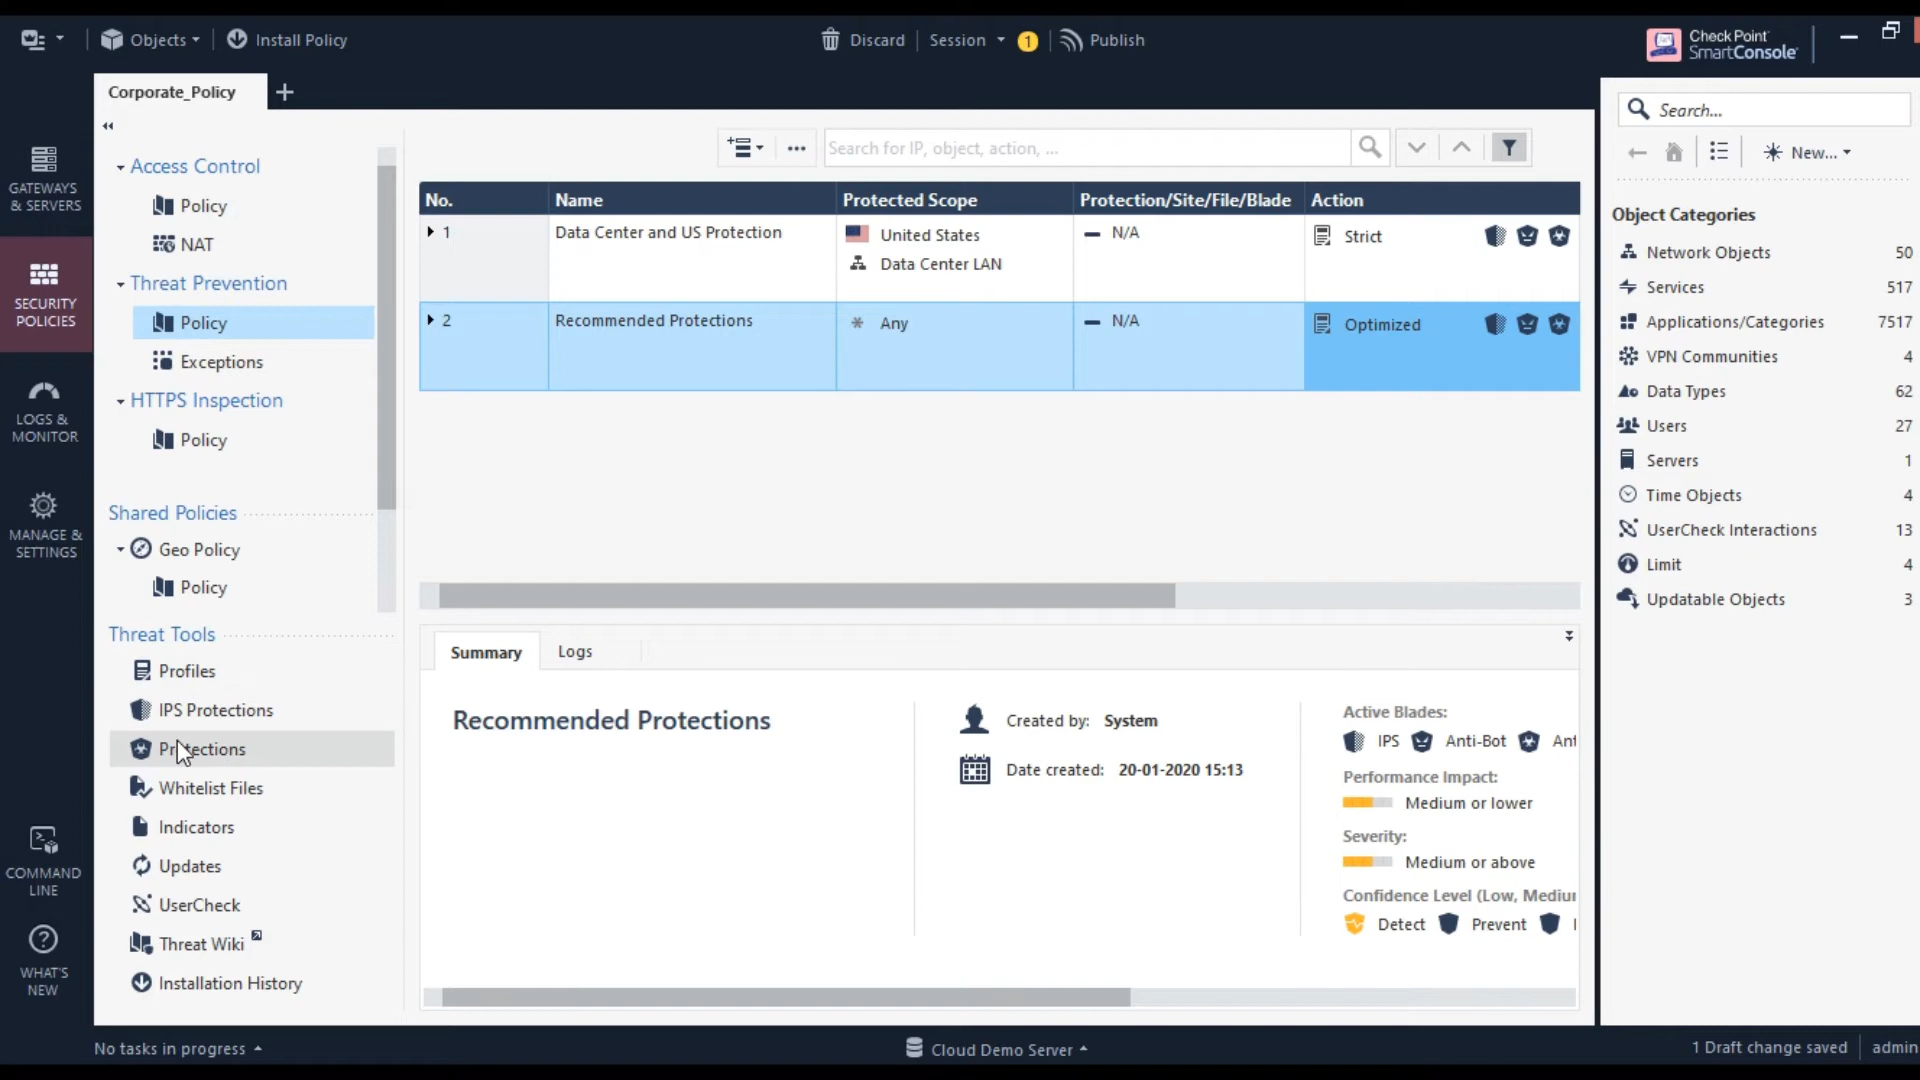 Objects
Install Policy
Discard
Session
1
Publish
Check Point
SmartConsole
Corporate_Policy
GATEWAYS
& SERVERS
SECURITY
POLICIES
LOGS &
MONITOR
MANAGE &
SETTINGS
COMMAND
LINE
WHAT'S
NEW
Access Control
Policy
NAT
Threat Prevention
Policy
Exceptions
HTTPS Inspection
Policy
Shared Policies
Geo Policy
Policy
Threat Tools
Profiles
IPS Protections
Protections
Whitelist Files
Indicators
Updates
UserCheck
Threat Wiki
Installation History
Search for IP, object, action, ...
No. Name Protected Scope Protection/Site/File/Blade Action
1 Data Center and US Protection United States N/A Strict
Data Center LAN
2 Recommended Protections Any N/A Optimized
Summary Logs
Recommended Protections
Created by: System
Date created: 20-01-2020 15:13
Active Blades:
IPS Anti-Bot Ant
Performance Impact:
Medium or lower
Severity:
Medium or above
Confidence Level (Low, Mediu
Detect Prevent
Search...
New...
Object Categories
Network Objects 50
Services 517
Applications/Categories 7517
VPN Communities 4
Data Types 62
Users 27
Servers 1
Time Objects 4
UserCheck Interactions 13
Limit 4
Updatable Objects 3
No tasks in progress
Cloud Demo Server
1 Draft change saved
admin